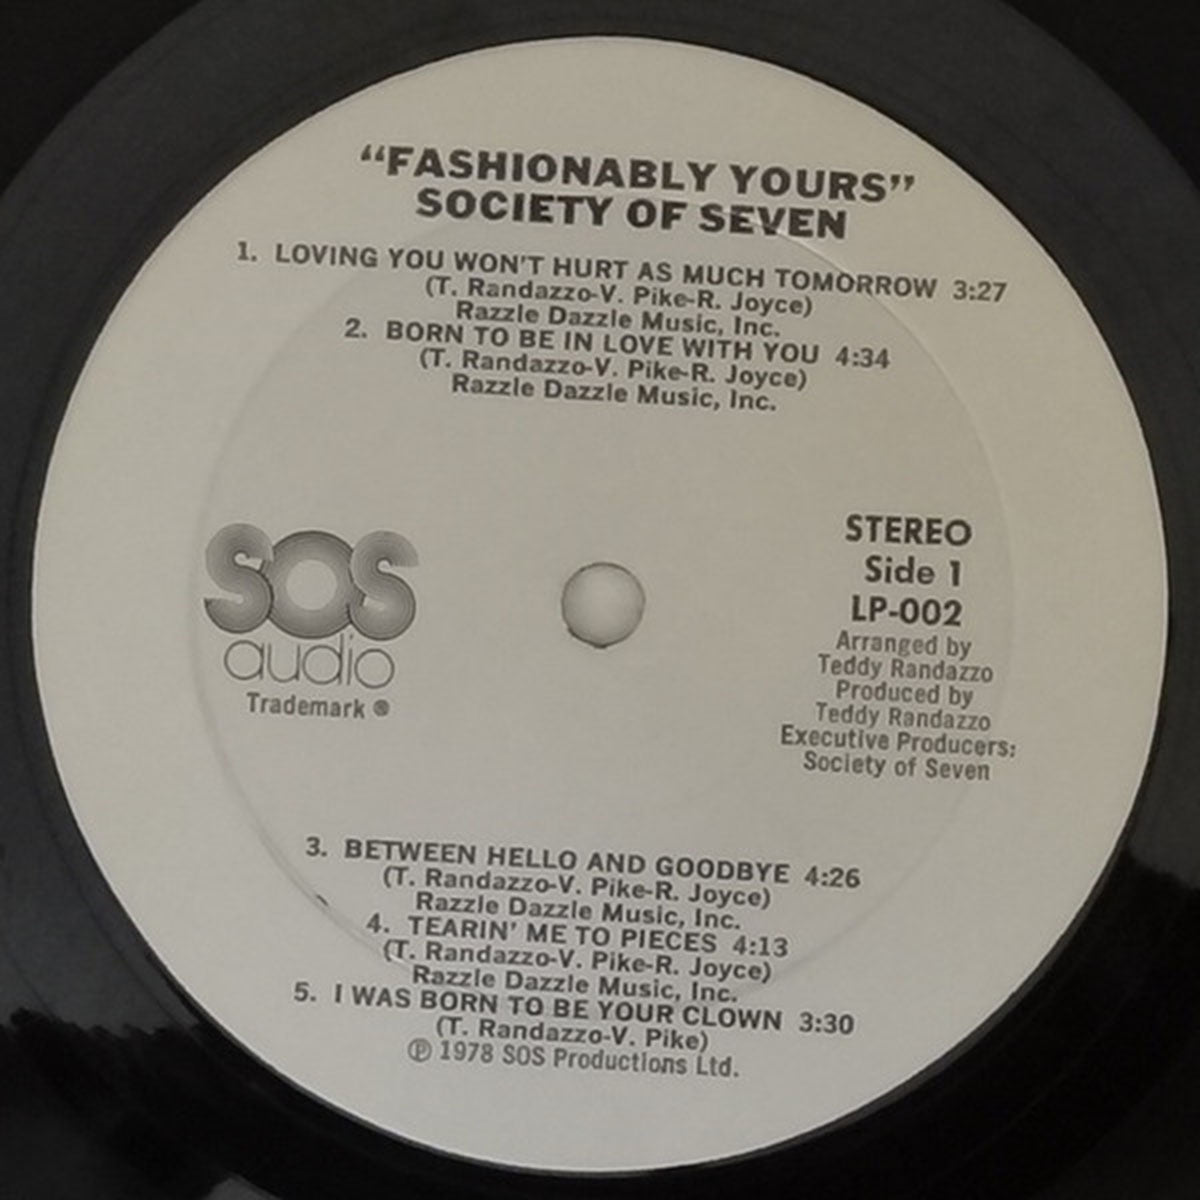 “FASHIONABLY YOURS”
SOCIETY OF SEVEN
1. LOVING YOU WON'T HURT AS MUCH TOMORROW 3:27
(T. Randazzo-V. Pike-R. Joyce)
Razzle Dazzle Music, Inc.
2. BORN TO BE IN LOVE WITH YOU 4:34
(T. Randazzo-V. Pike-R. Joyce)
Razzle Dazzle Music, Inc.
SOS
audio
Trademark ®
STEREO
Side 1
LP-002
Arranged by
Teddy Randazzo
Produced by
Teddy Randazzo
Executive Producers:
Society of Seven
3. BETWEEN HELLO AND GOODBYE 4:26
(T. Randazzo-V. Pike-R. Joyce)
Razzle Dazzle Music, Inc.
4. TEARIN' ME TO PIECES 4:13
(T. Randazzo-V. Pike-R. Joyce)
Razzle Dazzle Music, Inc.
5. I WAS BORN TO BE YOUR CLOWN 3:30
(T. Randazzo-V. Pike)
℗ 1978 SOS Productions Ltd.